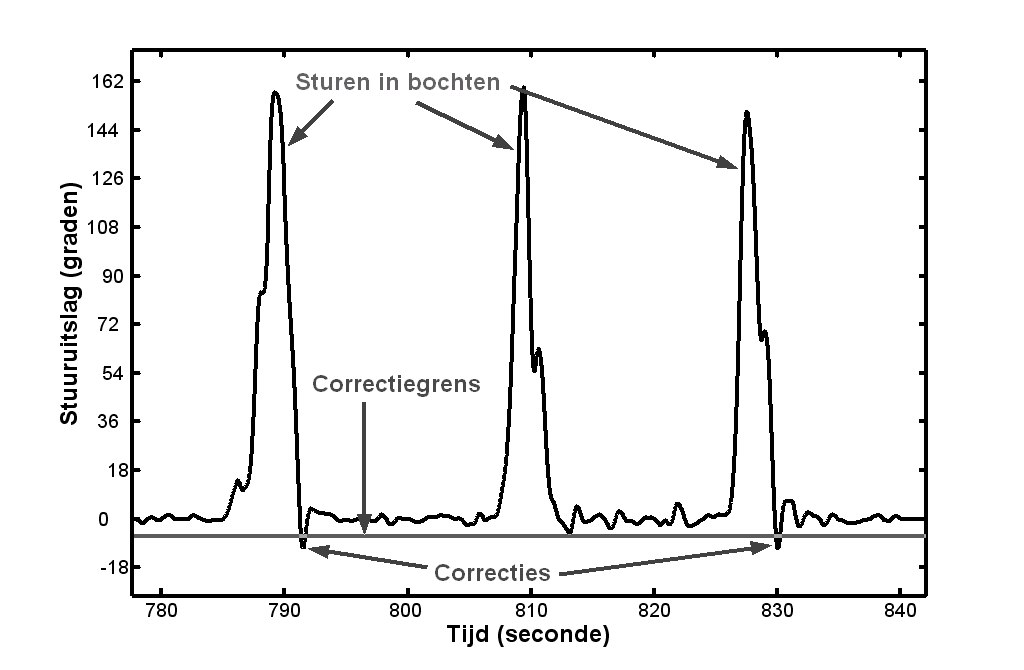 Sturen in bochten
Correctiegrens
Correcties
Stuuruitslag (graden)
162
144
126
108
90
72
54
36
18
0
-18
780 790 800 810 820 830 840
Tijd (seconde)